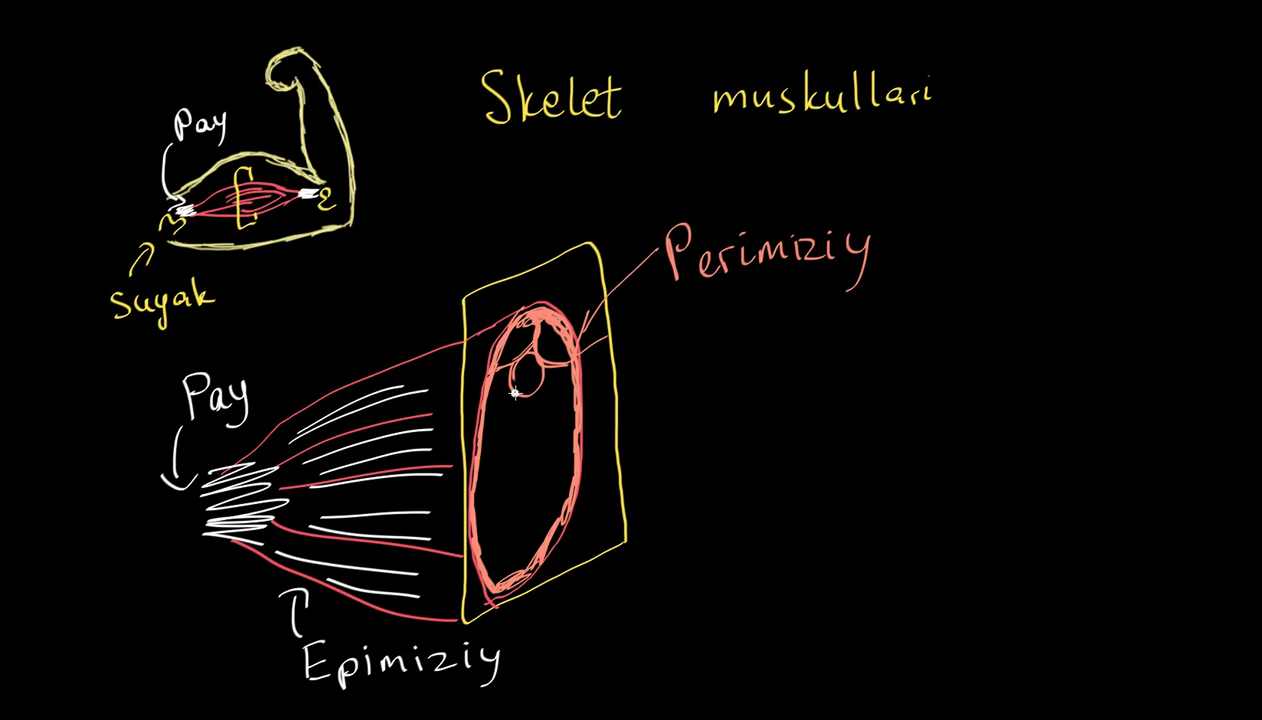 Skelet muskullari
Pay
Suyak
Perimiziy
Pay
Epimiziy